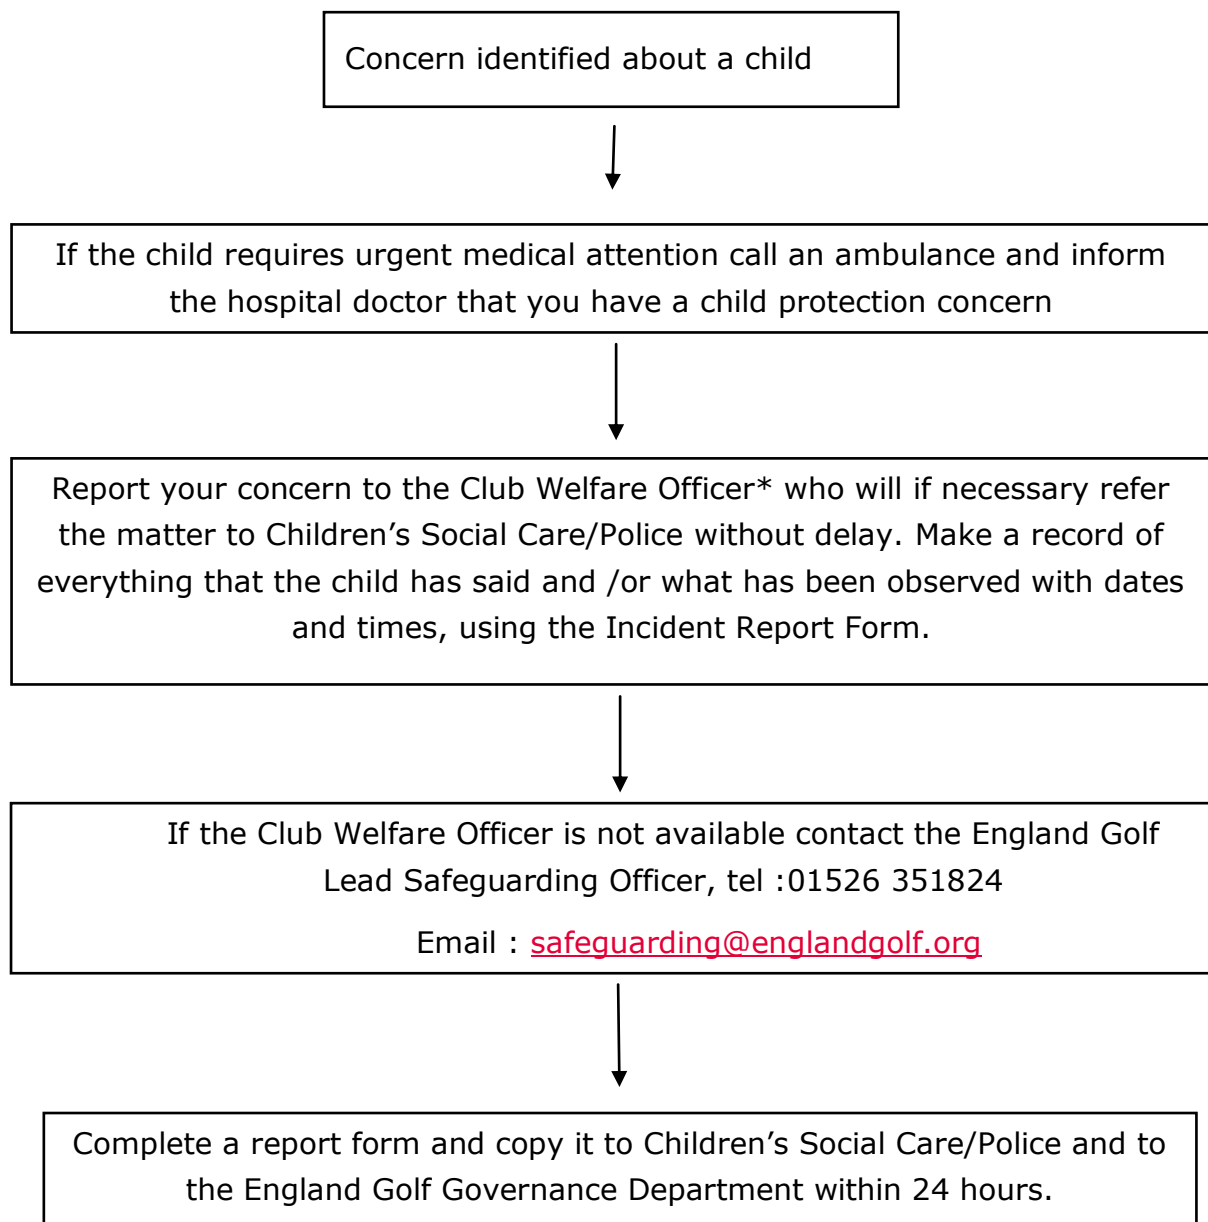 Concern identified about a child
If the child requires urgent medical attention call an ambulance and inform
the hospital doctor that you have a child protection concern
Report your concern to the Club Welfare Officer* who will if necessary refer
the matter to Children’s Social Care/Police without delay. Make a record of
everything that the child has said and /or what has been observed with dates
and times, using the Incident Report Form.
If the Club Welfare Officer is not available contact the England Golf
Lead Safeguarding Officer, tel :01526 351824
Email : safeguarding@englandgolf.org
Complete a report form and copy it to Children’s Social Care/Police and to
the England Golf Governance Department within 24 hours.